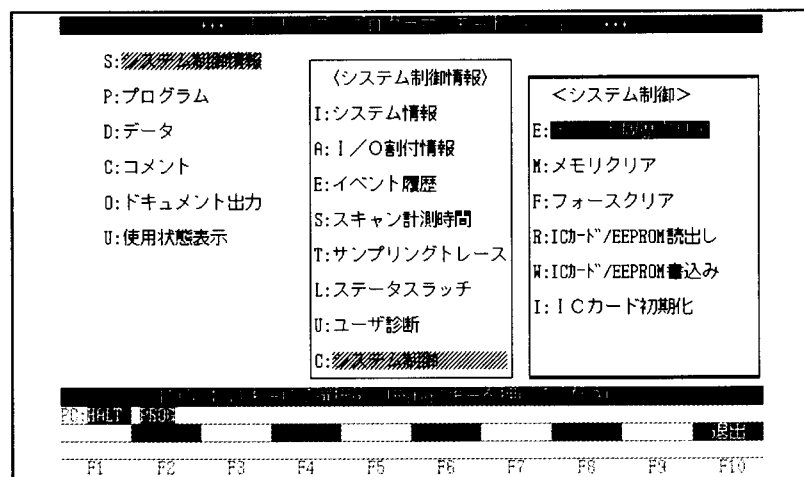 S:システム制御情報
P:プログラム
D:データ
C:コメント
O:ドキュメント出力
U:使用状態表示
〈システム制御情報〉
I:システム情報
A:I/O割付情報
E:イベント履歴
S:スキャン計測時間
T:サンプリングトレース
L:ステータスラッチ
U:ユーザ診断
C:システム制御
<システム制御>
E:
M:メモリクリア
F:フォースクリア
R:ICカード/EEPROM読出し
W:ICカード/EEPROM書込み
I:ICカード初期化
PC:HALT PROG
退出
F1 F2 F3 F4 F5 F6 F7 F8 F9 F10